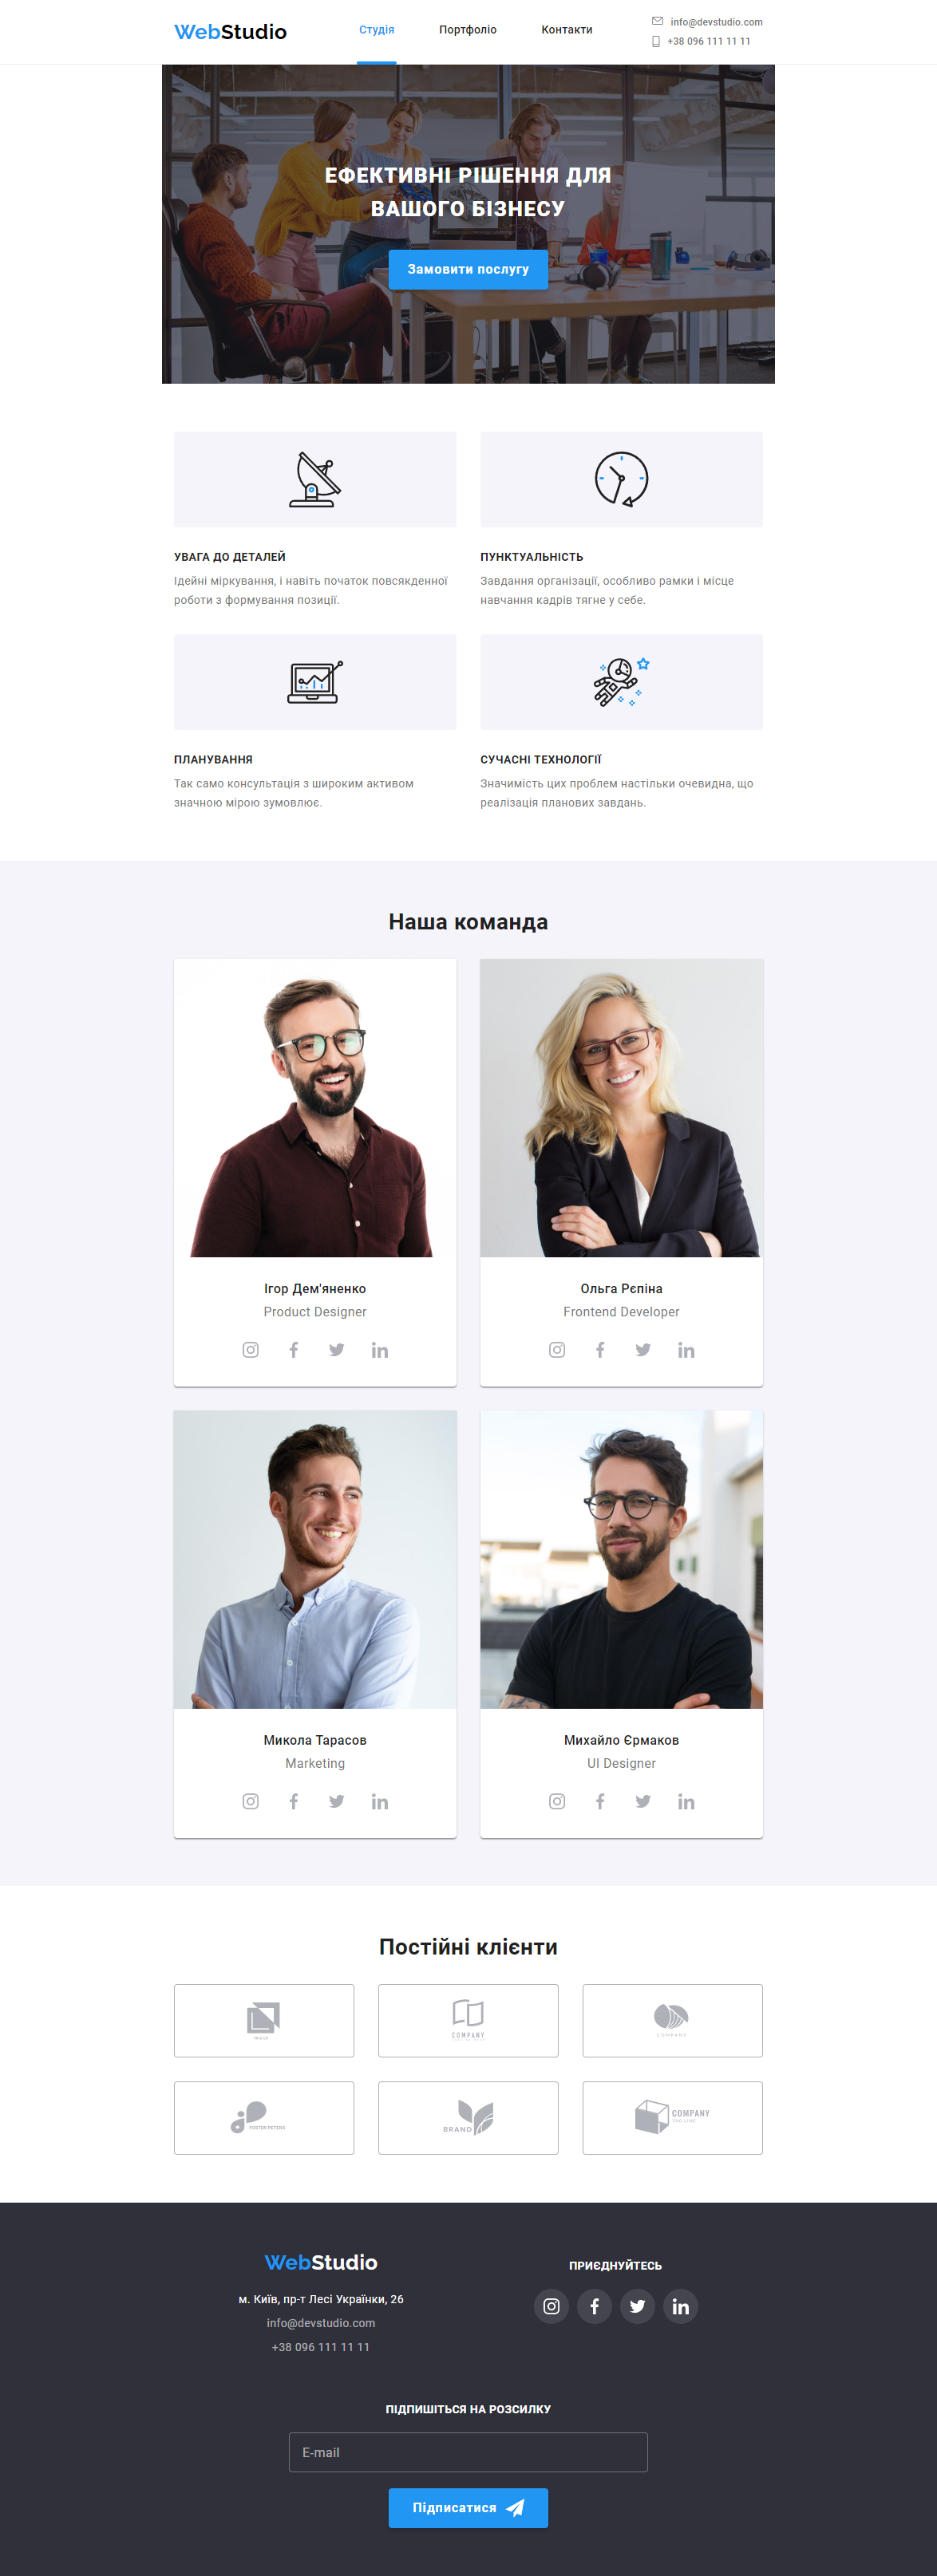 WebStudio
Студія
Портфоліо
Контакти
info@devstudio.com
+38 096 111 11 11
ЕФЕКТИВНІ РІШЕННЯ ДЛЯ
ВАШОГО БІЗНЕСУ
Замовити послугу
УВАГА ДО ДЕТАЛЕЙ
Ідейні міркування, і навіть початок повсякденної
роботи з формування позиції.
ПУНКТУАЛЬНІСТЬ
Завдання організації, особливо рамки і місце
навчання кадрів тягне у себе.
ПЛАНУВАННЯ
Так само консультація з широким активом
значною мірою зумовлює.
СУЧАСНІ ТЕХНОЛОГІЇ
Значимість цих проблем настільки очевидна, що
реалізація планових завдань.
Наша команда
Ігор Дем'яненко
Product Designer
Ольга Рєпіна
Frontend Developer
Микола Тарасов
Marketing
Михайло Єрмаков
UI Designer
Постійні клієнти
COMPANY
COMPANY
FOSTER PETERS
BRAND
COMPANY
TAG LINE
WebStudio
м. Київ, пр-т Лесі Українки, 26
info@devstudio.com
+38 096 111 11 11
ПРИЄДНУЙТЕСЬ
ПІДПИШІТЬСЯ НА РОЗСИЛКУ
E-mail
Підписатися